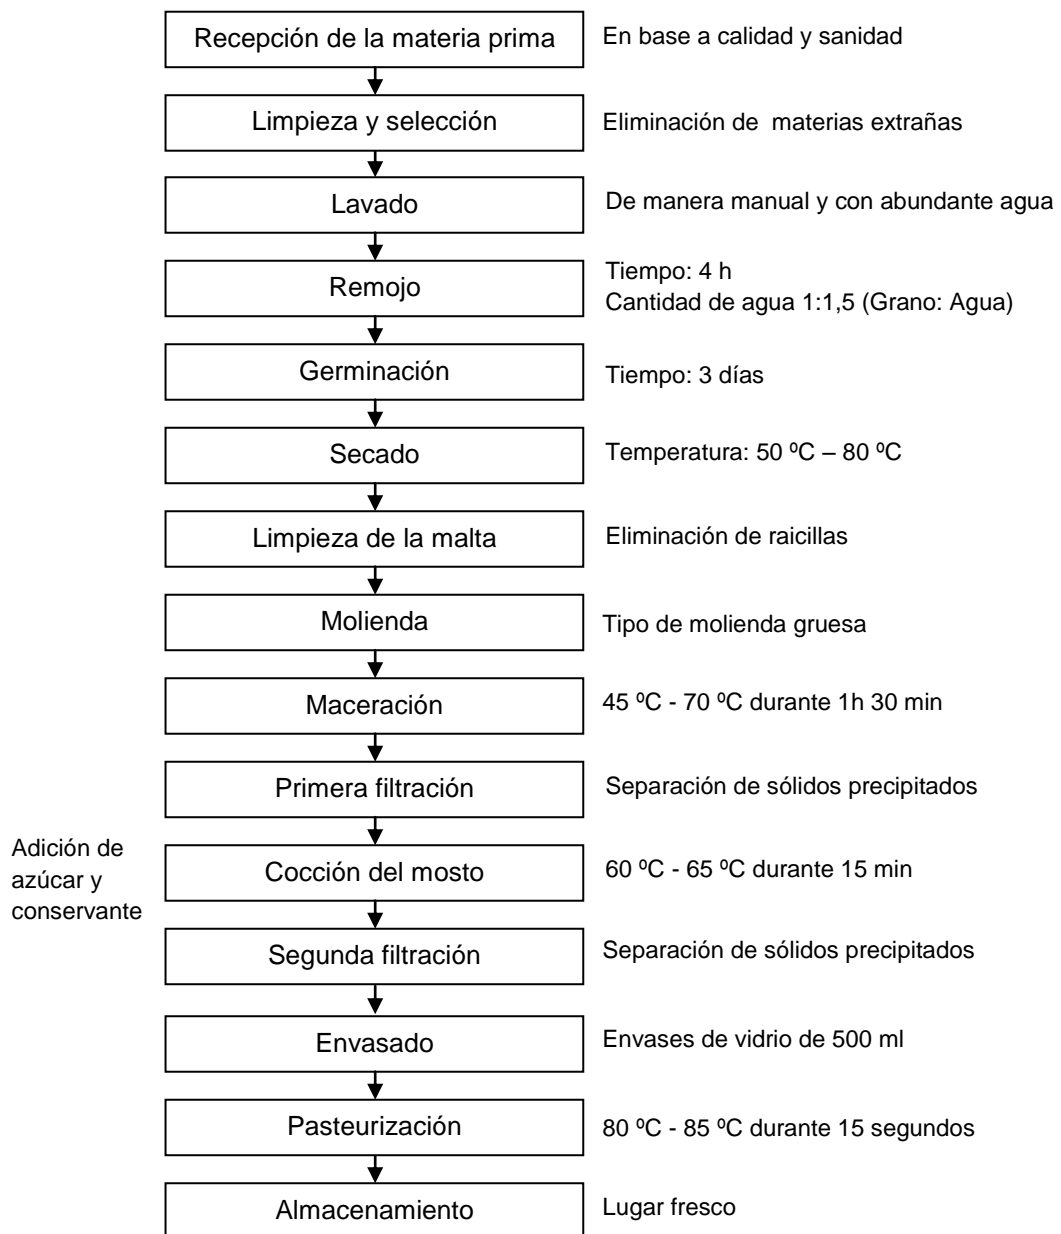 Recepción de la materia prima
En base a calidad y sanidad
Limpieza y selección
Eliminación de materias extrañas
Lavado
De manera manual y con abundante agua
Remojo
Tiempo: 4 h
Cantidad de agua 1:1,5 (Grano: Agua)
Germinación
Tiempo: 3 días
Secado
Temperatura: 50 ºC – 80 ºC
Limpieza de la malta
Eliminación de raicillas
Molienda
Tipo de molienda gruesa
Maceración
45 ºC - 70 ºC durante 1h 30 min
Primera filtración
Separación de sólidos precipitados
Adición de
azúcar y
conservante
Cocción del mosto
60 ºC - 65 ºC durante 15 min
Segunda filtración
Separación de sólidos precipitados
Envasado
Envases de vidrio de 500 ml
Pasteurización
80 ºC - 85 ºC durante 15 segundos
Almacenamiento
Lugar fresco